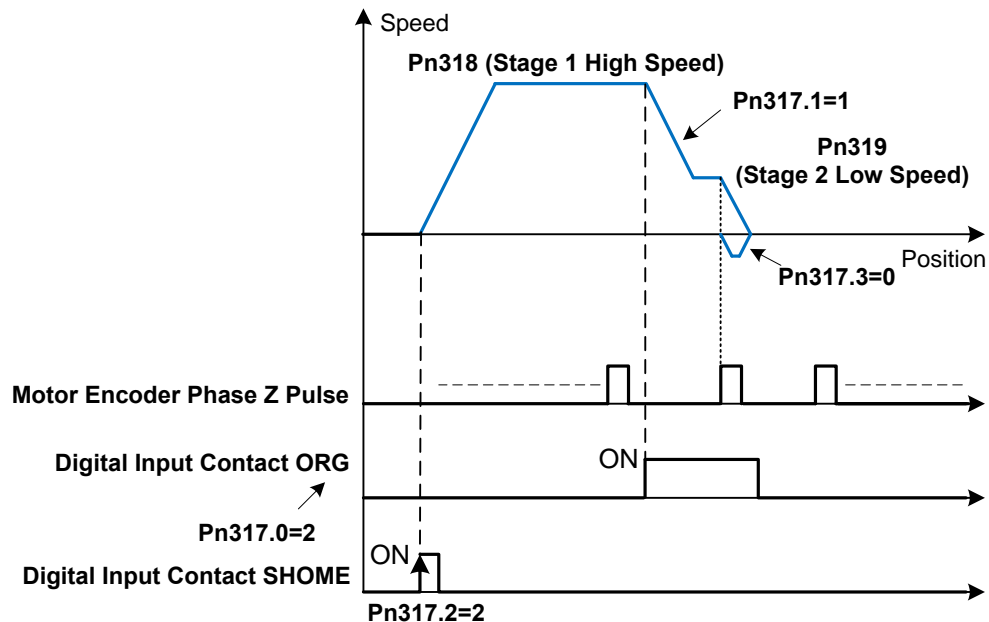 Speed
Pn318 (Stage 1 High Speed)
Pn317.1=1
Pn319
(Stage 2 Low Speed)
Position
Pn317.3=0
Motor Encoder Phase Z Pulse
Digital Input Contact ORG
ON
Pn317.0=2
ON
Digital Input Contact SHOME
Pn317.2=2